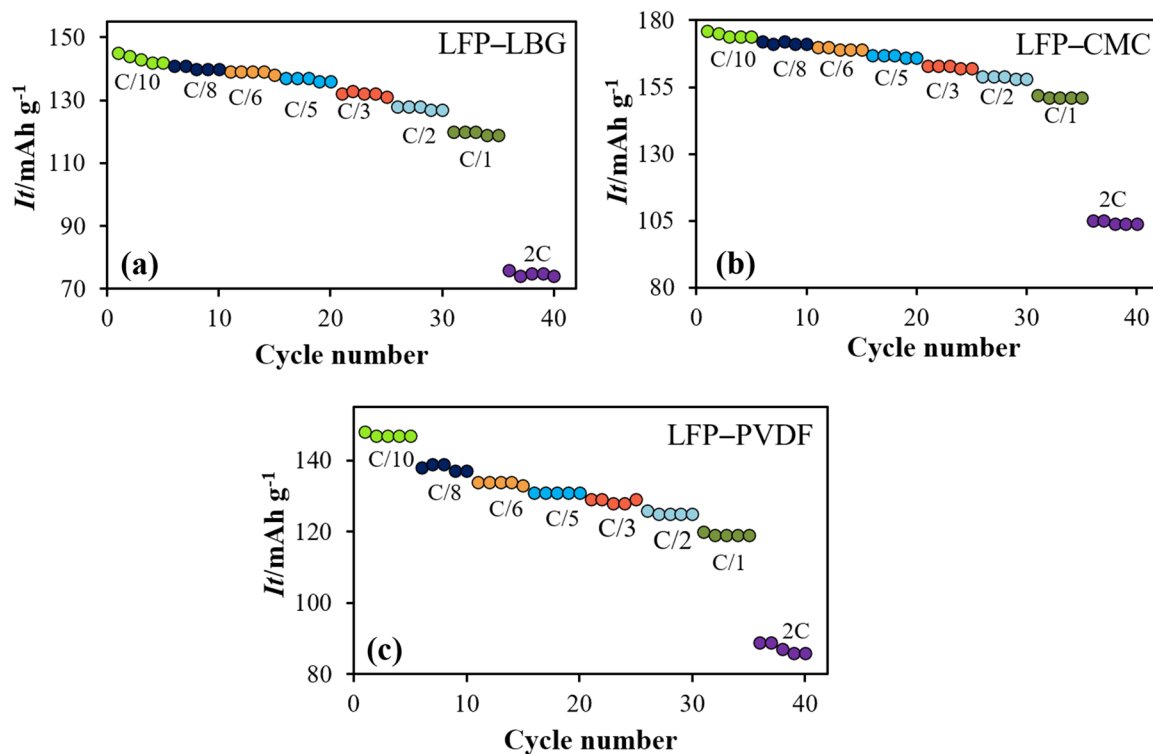 LFP–LBG
It/mAh g⁻¹
150
130
110
90
70
C/10
C/8
C/6
C/5
C/3
C/2
C/1
2C
(a)
0 10 20 30 40
Cycle number
LFP–CMC
It/mAh g⁻¹
180
155
130
105
80
C/10
C/8
C/6
C/5
C/3
C/2
C/1
2C
(b)
0 10 20 30 40
Cycle number
LFP–PVDF
It/mAh g⁻¹
140
120
100
80
C/10
C/8
C/6
C/5
C/3
C/2
C/1
2C
(c)
0 10 20 30 40
Cycle number